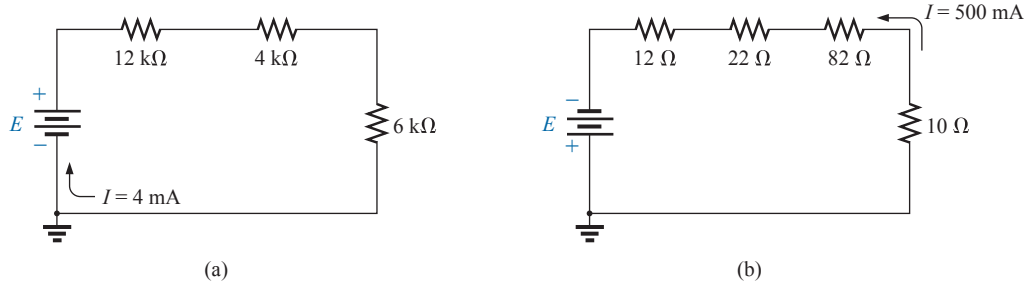 12 kΩ
4 kΩ
+
E
−
6 kΩ
I = 4 mA
(a)
I = 500 mA
12 Ω
22 Ω
82 Ω
−
E
+
10 Ω
(b)